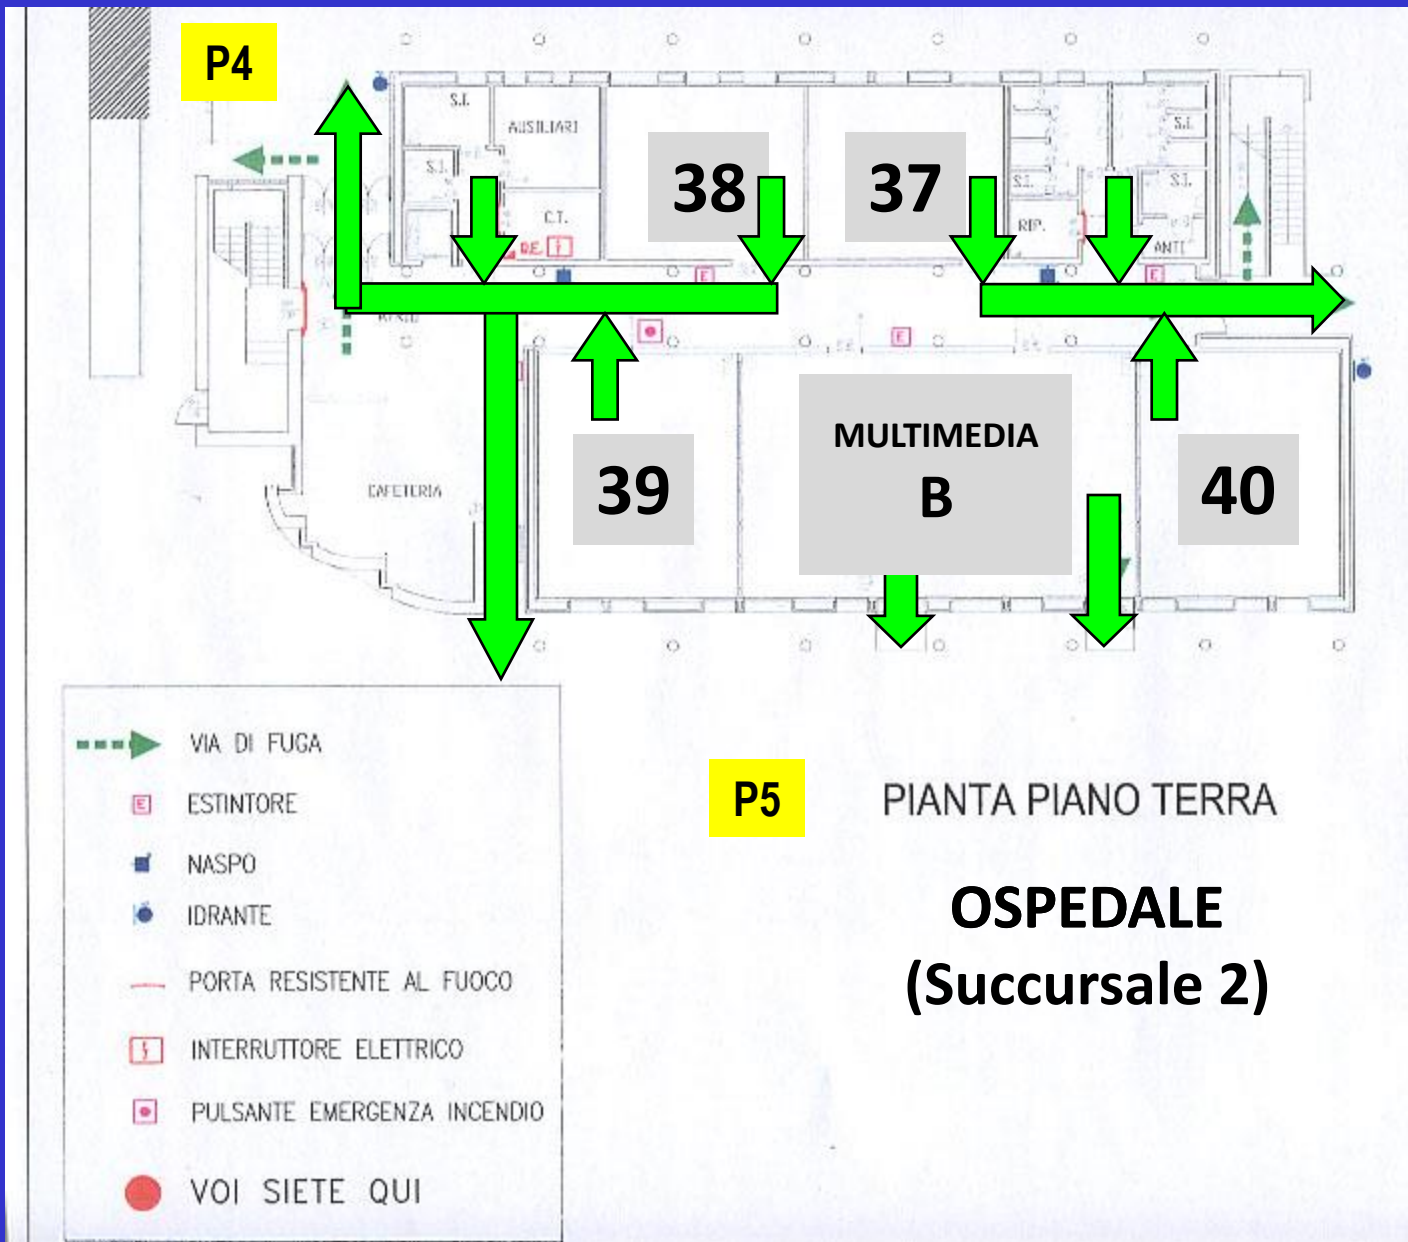 P4
S.I.
AUSILIARI
S.I.
S.I.
38
37
S.I.
S.I.
C.T.
RIP.
Q.E.
ANTI
E
E
E
MULTIMEDIA
B
39
40
CAFETERIA
VIA DI FUGA
E ESTINTORE
NASPO
IDRANTE
PORTA RESISTENTE AL FUOCO
INTERRUTTORE ELETTRICO
PULSANTE EMERGENZA INCENDIO
VOI SIETE QUI
P5
PIANTA PIANO TERRA
OSPEDALE
(Succursale 2)